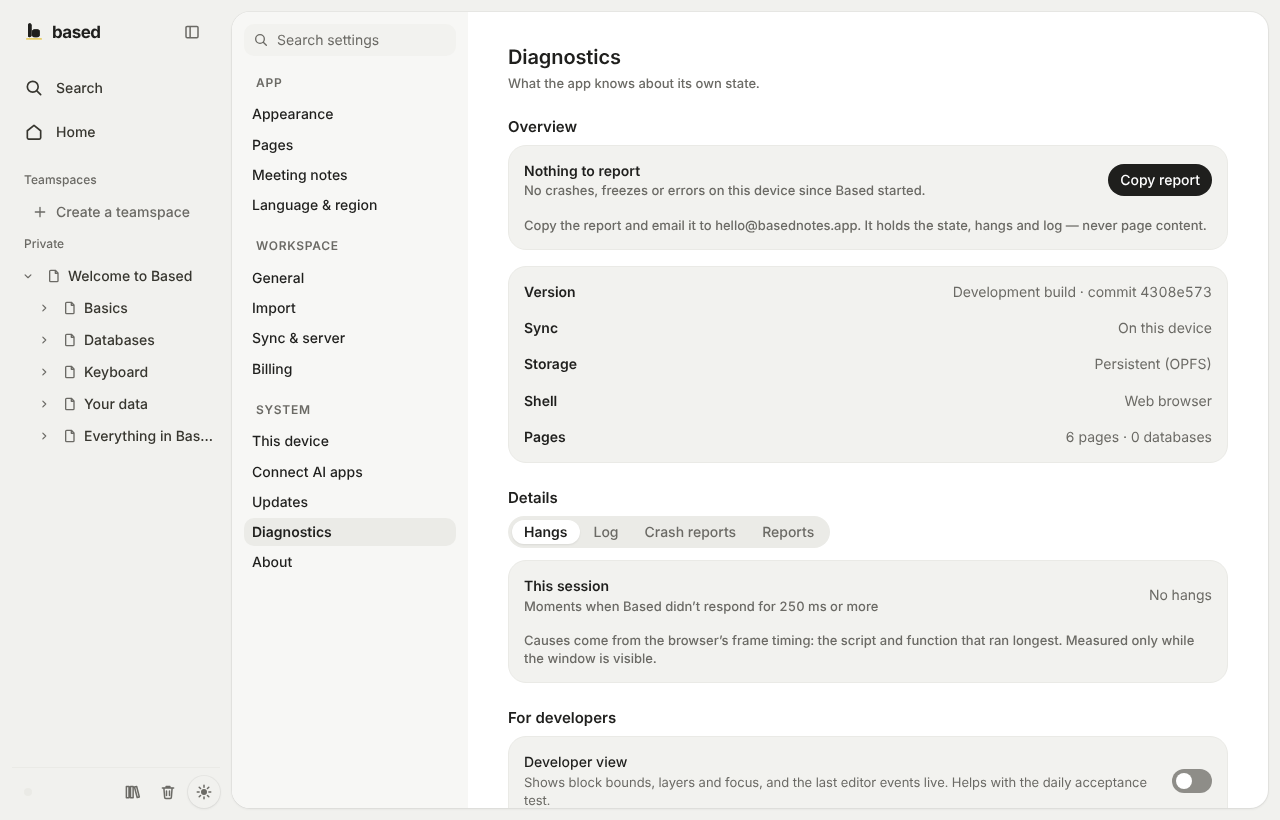 based
Search
Home
Teamspaces
Create a teamspace
Private
Welcome to Based
Basics
Databases
Keyboard
Your data
Everything in Bas...
Search settings
APP
Appearance
Pages
Meeting notes
Language & region
WORKSPACE
General
Import
Sync & server
Billing
SYSTEM
This device
Connect AI apps
Updates
Diagnostics
About
Diagnostics
What the app knows about its own state.
Overview
Nothing to report
No crashes, freezes or errors on this device since Based started.
Copy report
Copy the report and email it to hello@basednotes.app. It holds the state, hangs and log — never page content.
Version Development build · commit 4308e573
Sync On this device
Storage Persistent (OPFS)
Shell Web browser
Pages 6 pages · 0 databases
Details
Hangs Log Crash reports Reports
This session
Moments when Based didn’t respond for 250 ms or more
No hangs
Causes come from the browser’s frame timing: the script and function that ran longest. Measured only while
the window is visible.
For developers
Developer view
Shows block bounds, layers and focus, and the last editor events live. Helps with the daily acceptance
test.